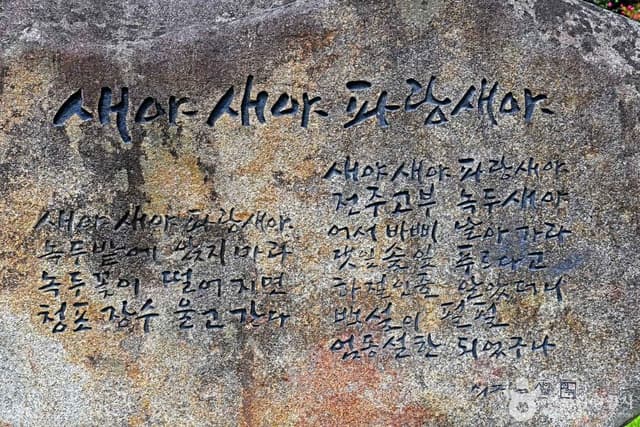 새야 새야 파랑새야
새야 새야 파랑새야
녹두밭에 앉지마라
녹두꽃이 떨어지면
청포 장수 울고 간다
새야 새야 파랑새야
전주고부 녹두새야
어서 바삐 날아 가라
댓잎 솔잎 푸르다고
하절인줄 알았더니
백설이 펄펄
엄동설한 되었구나